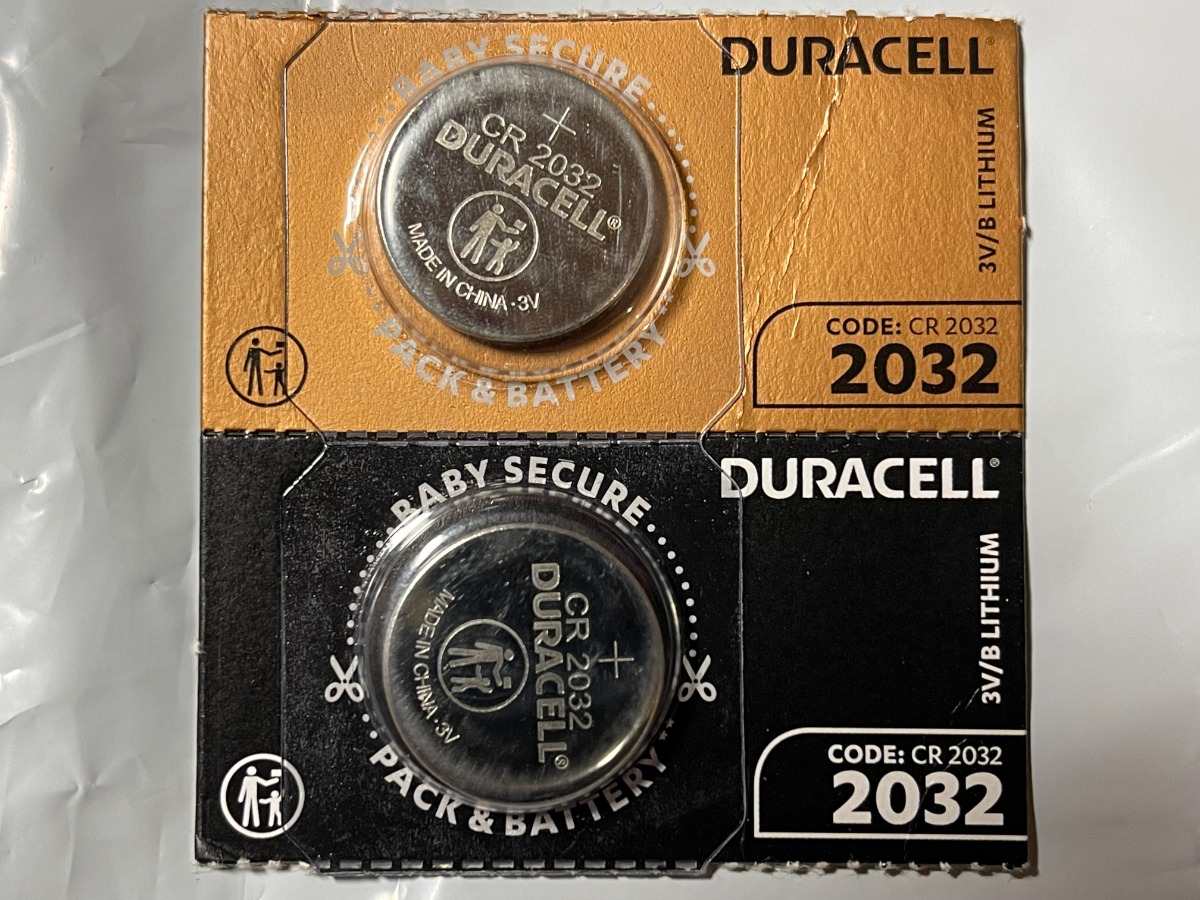 BABY SECURE
DURACELL®
+
CR 2032
DURACELL®
MADE IN CHINA · 3V
3V/B LITHIUM
PACK & BATTERY
CODE: CR 2032
2032
BABY SECURE
DURACELL®
+
CR 2032
DURACELL®
MADE IN CHINA · 3V
3V/B LITHIUM
PACK & BATTERY
CODE: CR 2032
2032